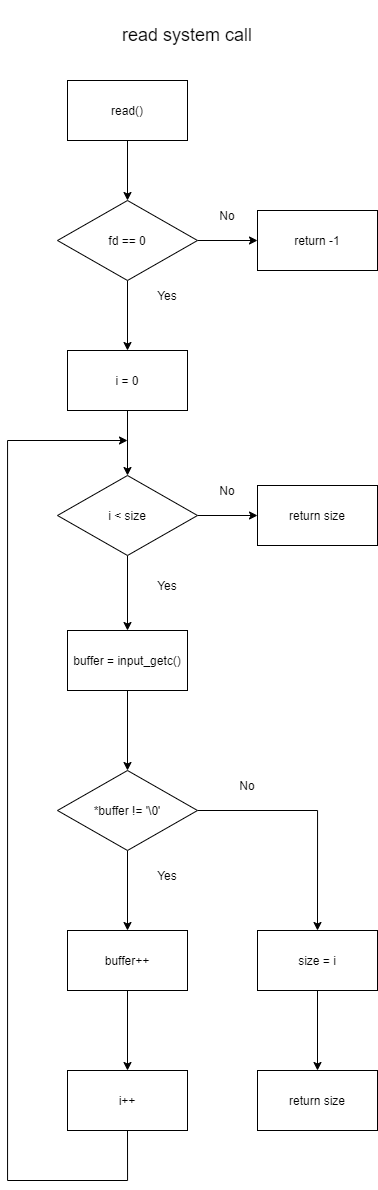 read system call
read()
fd == 0
No
return -1
Yes
i = 0
i < size
No
return size
Yes
buffer = input_getc()
*buffer != '\0'
No
Yes
buffer++
size = i
i++
return size